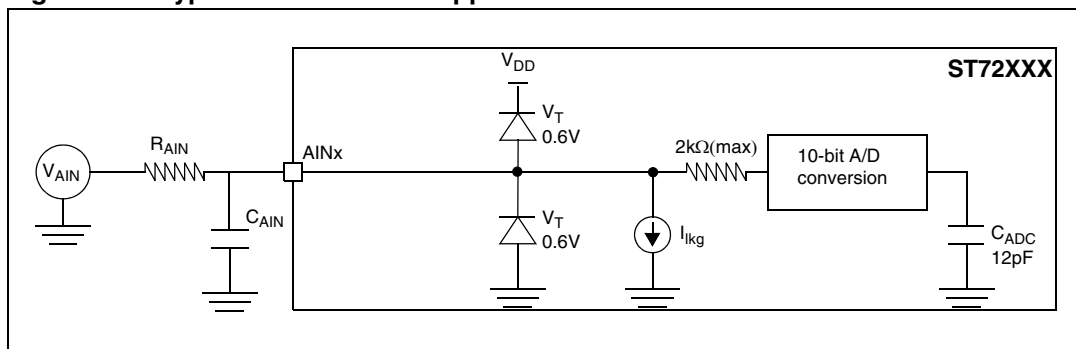 ST72XXX
V_DD
V_T
0.6V
R_AIN
AINx
2kΩ(max)
10-bit A/D
conversion
V_AIN
C_AIN
V_T
0.6V
I_lkg
C_ADC
12pF